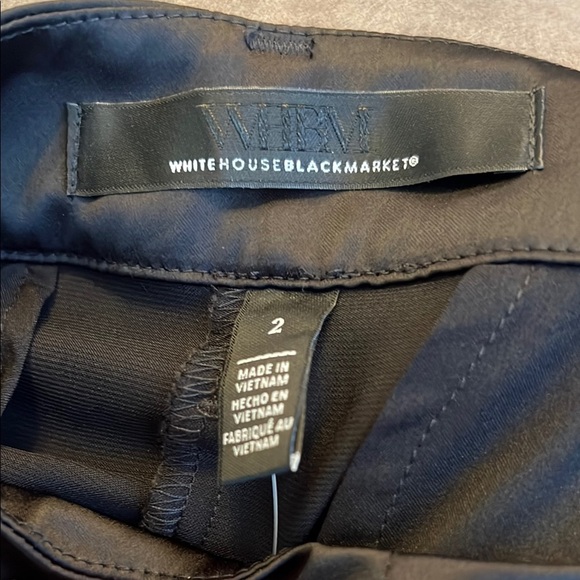 WHBM
WHITEHOUSEBLACKMARKET®
2
MADE IN
VIETNAM
HECHO EN
VIETNAM
FABRIQUÉ AU
VIETNAM